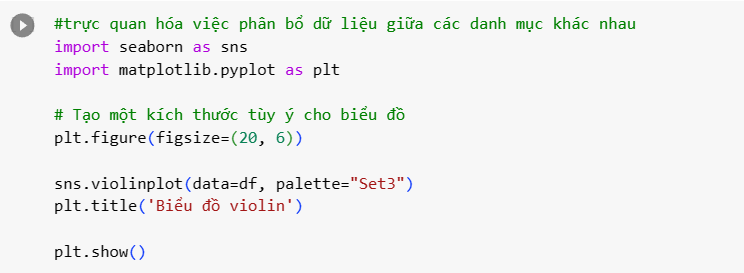 #trực quan hóa việc phân bổ dữ liệu giữa các danh mục khác nhau
import seaborn as sns
import matplotlib.pyplot as plt
# Tạo một kích thước tùy ý cho biểu đồ
plt.figure(figsize=(20, 6))
sns.violinplot(data=df, palette="Set3")
plt.title('Biểu đồ violin')
plt.show()